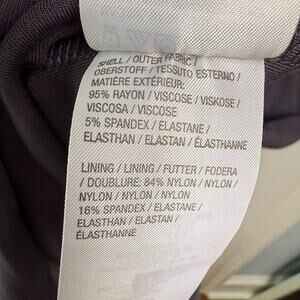 SHELL / OUTER FABRIC /
OBERSTOFF / TESSUTO ESTERNO /
MATIÈRE EXTÉRIEUR:
95% RAYON / VISCOSE / VISKOSE /
VISCOSA / VISCOSE
5% SPANDEX / ELASTANE /
ELASTHAN / ELASTAN / ÉLASTHANNE
LINING / LINING / FUTTER / FODERA
/ DOUBLURE: 84% NYLON / NYLON /
NYLON / NYLON / NYLON
16% SPANDEX / ELASTANE /
ELASTHAN / ELASTAN /
ÉLASTHANNE